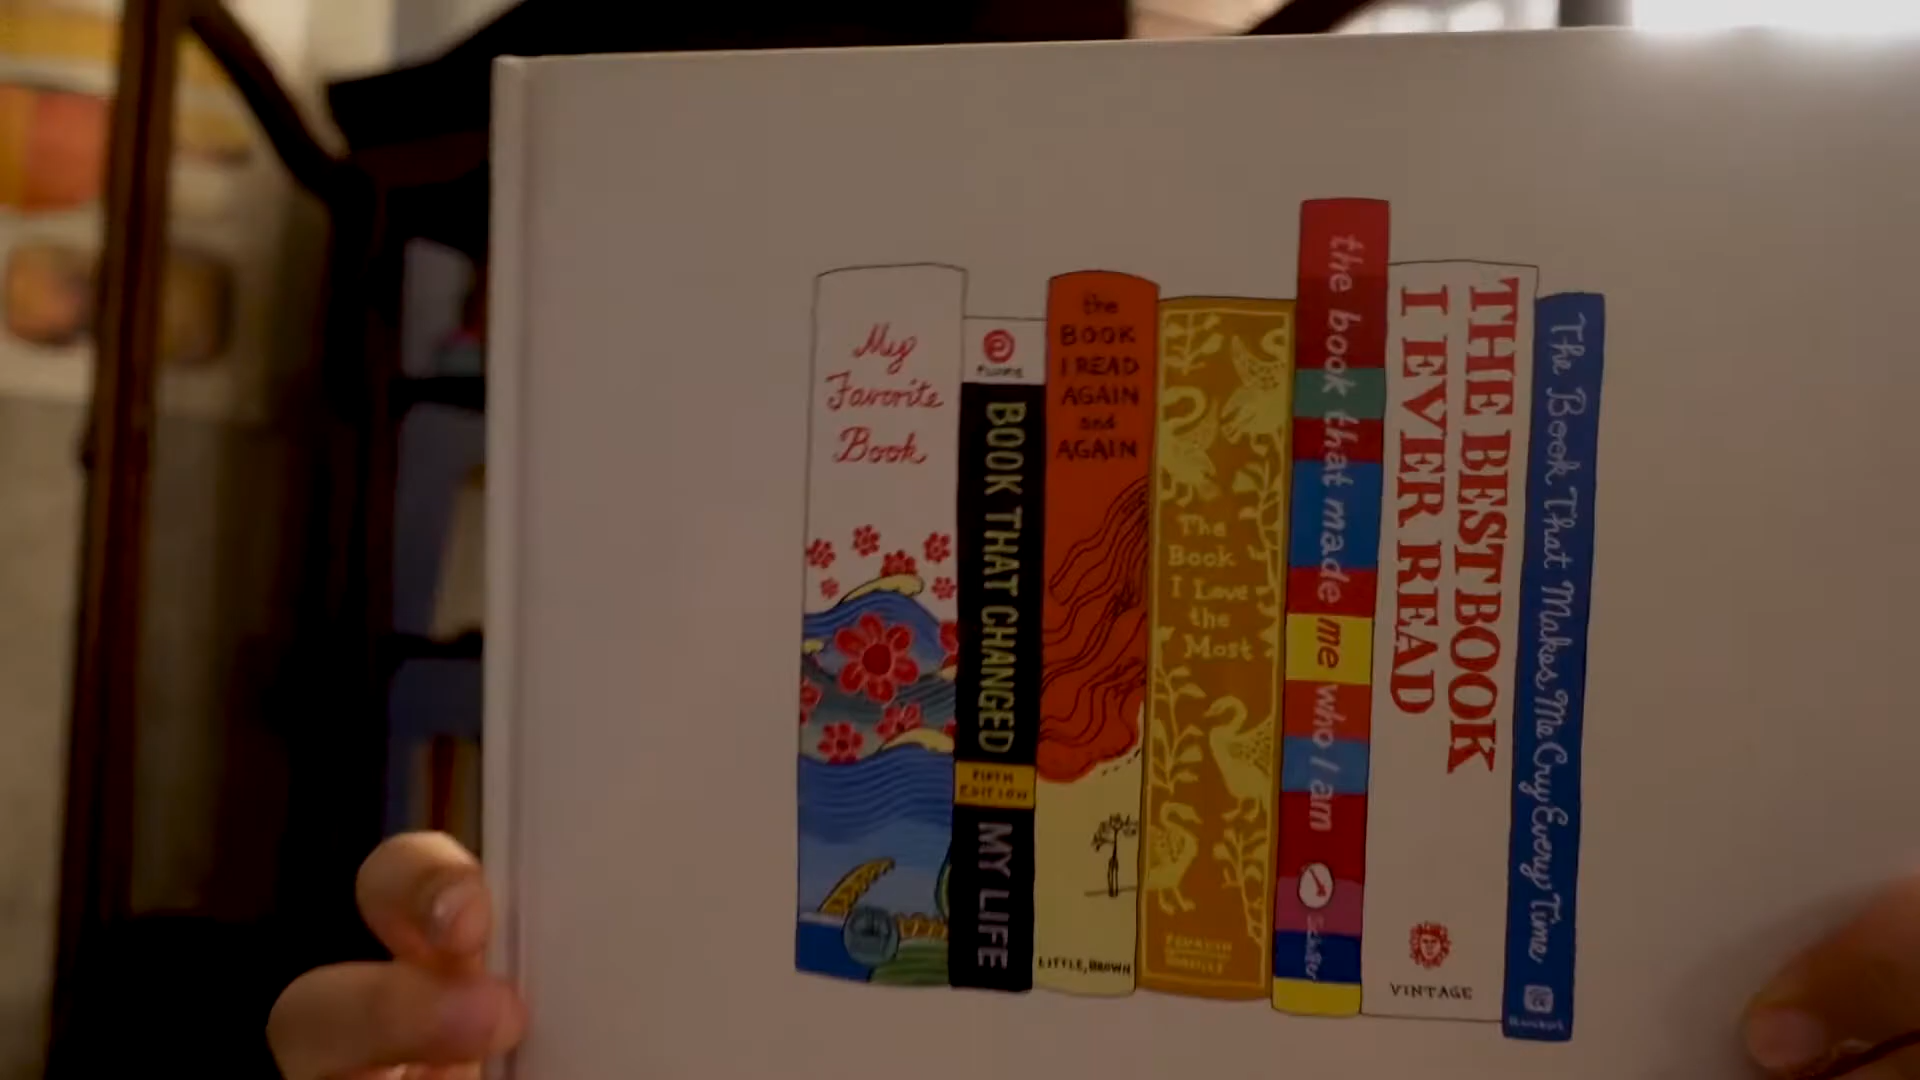 My
Favorite
Book
PLUME
BOOK THAT CHANGED
FIFTH
EDITION
MY LIFE
the
BOOK
I READ
AGAIN
and
AGAIN
LITTLE, BROWN
The
Book
I Love
the
Most
PENGUIN
the book that made me who I am
THE BEST BOOK
I EVER READ
VINTAGE
The Book That Makes Me Cry Every Time